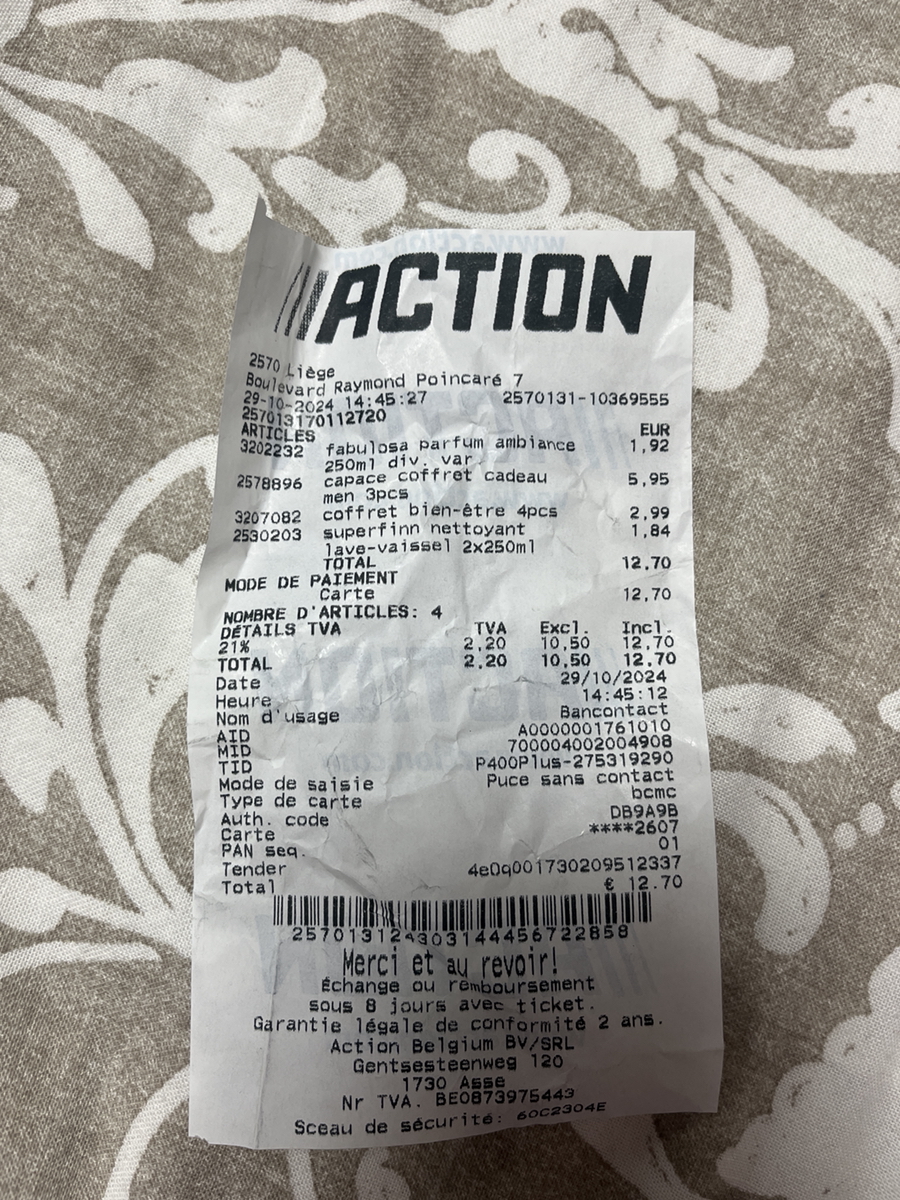 ACTION
2570 Liège
Boulevard Raymond Poincaré 7
29-10-2024 14:45:27 2570131-10369555
257013170112720
ARTICLES EUR
3202232 fabulosa parfum ambiance 1,92
250ml div. var.
2578896 capace coffret cadeau 5,95
men 3pcs
3207082 coffret bien-être 4pcs 2,99
2530203 superfinn nettoyant 1,84
lave-vaissel 2x250ml
TOTAL 12,70
MODE DE PAIEMENT
Carte 12,70
NOMBRE D'ARTICLES: 4
DÉTAILS TVA TVA Excl. Incl.
21% 2,20 10,50 12,70
TOTAL 2,20 10,50 12,70
Date 29/10/2024
Heure 14:45:12
Nom d'usage Bancontact
AID A0000001761010
MID 700004002004908
TID P400Plus-275319290
Mode de saisie Puce sans contact
Type de carte bcmc
Auth. code DB9A9B
Carte ****2607
PAN seq. 01
Tender 4e0q001730209512337
Total € 12.70
257013124303144456722858
Merci et au revoir!
Échange ou remboursement
sous 8 jours avec ticket.
Garantie légale de conformité 2 ans.
Action Belgium BV/SRL
Gentsesteenweg 120
1730 Asse
Nr TVA. BE0873975443
Sceau de sécurité: 60C2304E